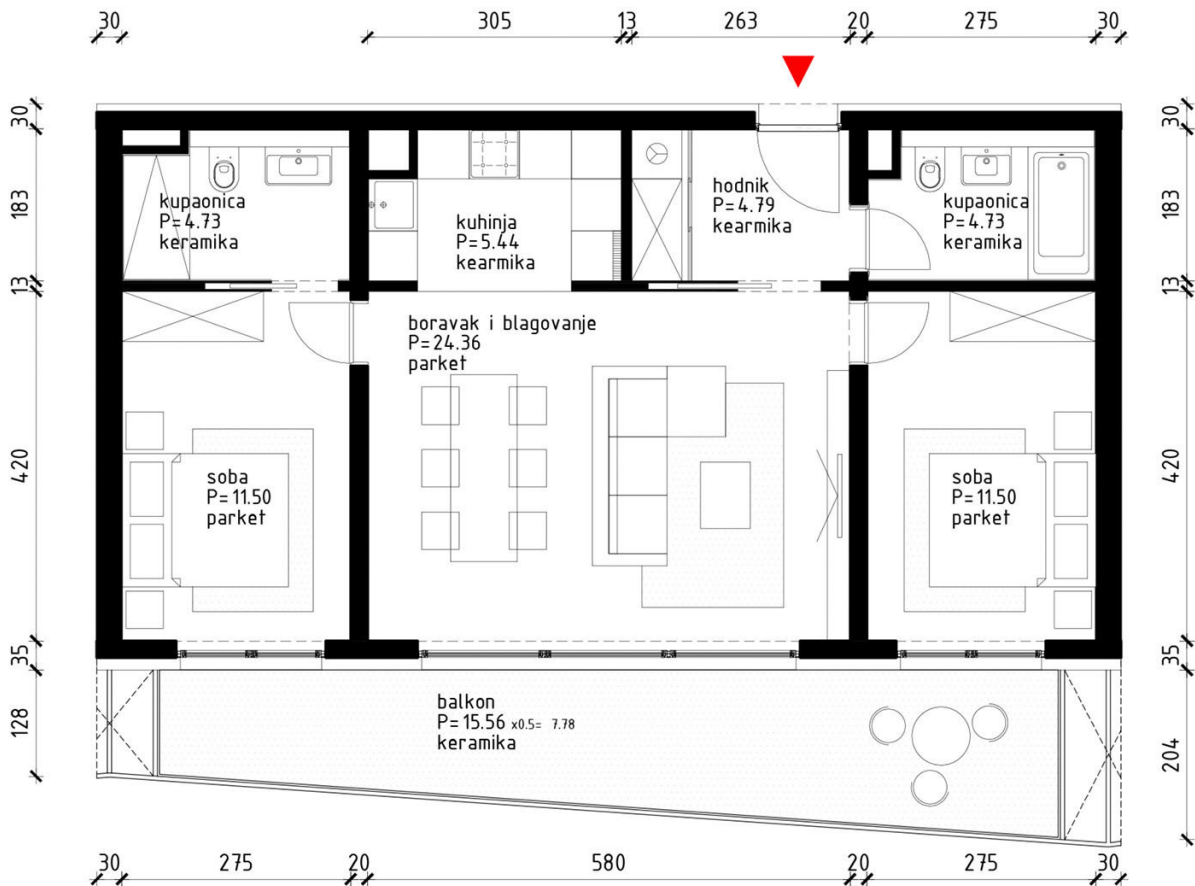 30 305 13 263 20 275 30
30 30
183 183
kupaonica
P=4.73
keramika
kuhinja
P=5.44
kearmika
hodnik
P=4.79
kearmika
kupaonica
P=4.73
keramika
13 13
boravak i blagovanje
P=24.36
parket
420 420
soba
P=11.50
parket
soba
P=11.50
parket
35 35
128 204
balkon
P=15.56 x0.5= 7.78
keramika
30 275 20 580 20 275 30